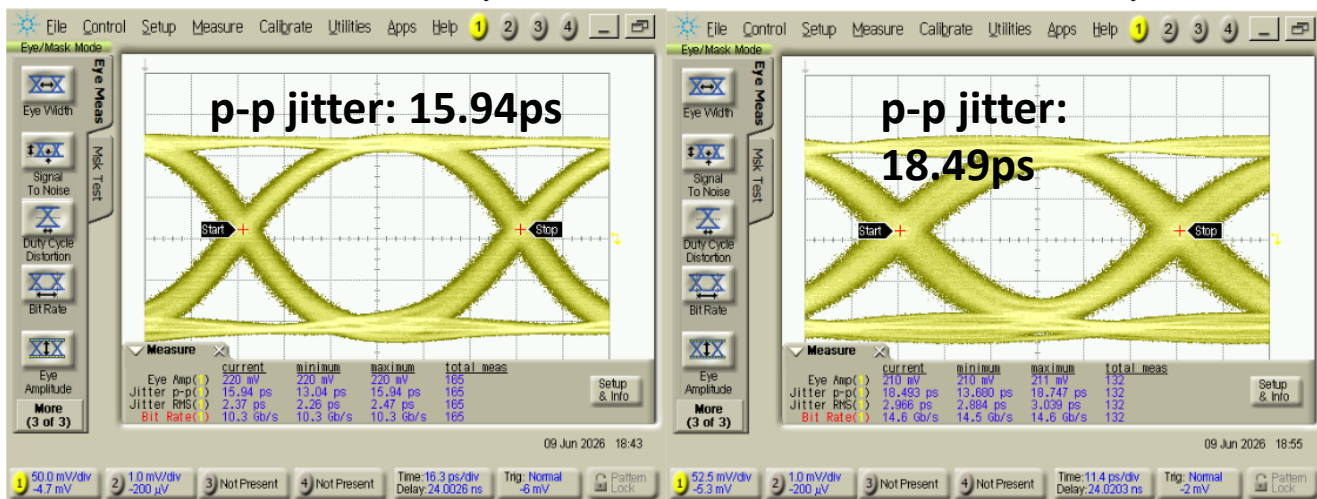 File Control Setup Measure Calibrate Utilities Apps Help 1 2 3 4
Eye/Mask Mode
Eye Meas
Msk Test
Eye Width
Signal
To Noise
Duty Cycle
Distortion
Bit Rate
Eye
Amplitude
More
(3 of 3)
p-p jitter: 15.94ps
Start
Stop
Measure
current minimum maximum total meas
Eye Amp(1) 220 mV 220 mV 220 mV 165
Jitter p-p(1) 15.94 ps 13.04 ps 15.94 ps 165
Jitter RMS(1) 2.37 ps 2.26 ps 2.47 ps 165
Bit Rate(1) 10.3 Gb/s 10.3 Gb/s 10.3 Gb/s 165
Setup
& Info
09 Jun 2026 18:43
1 50.0 mV/div
-4.7 mV
2 1.0 mV/div
-200 µV
3 Not Present
4 Not Present
Time:16.3 ps/div
Delay:24.0026 ns
Trig: Normal
-6 mV
Pattern
Lock
File Control Setup Measure Calibrate Utilities Apps Help 1 2 3 4
Eye/Mask Mode
Eye Meas
Msk Test
Eye Width
Signal
To Noise
Duty Cycle
Distortion
Bit Rate
Eye
Amplitude
More
(3 of 3)
p-p jitter:
18.49ps
Start
Stop
Measure
current minimum maximum total meas
Eye Amp(1) 210 mV 210 mV 211 mV 132
Jitter p-p(1) 18.493 ps 13.680 ps 18.747 ps 132
Jitter RMS(1) 2.966 ps 2.884 ps 3.039 ps 132
Bit Rate(1) 14.6 Gb/s 14.5 Gb/s 14.6 Gb/s 132
Setup
& Info
09 Jun 2026 18:55
1 52.5 mV/div
-5.3 mV
2 1.0 mV/div
-200 µV
3 Not Present
4 Not Present
Time:11.4 ps/div
Delay:24.0203 ns
Trig: Normal
-2 mV
Pattern
Lock